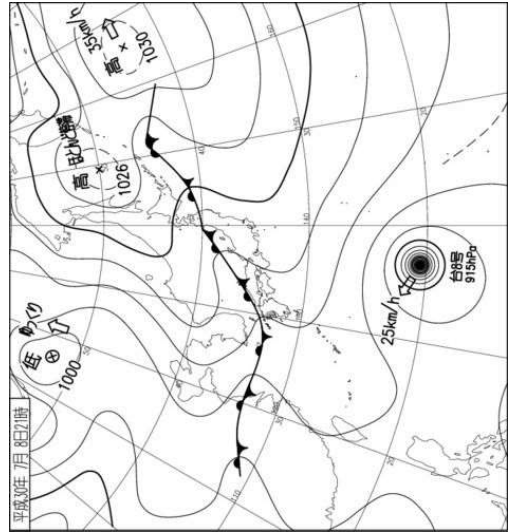 平成30年 7月 8日21時
ゆっくり
低
1000
高
ほとんど停滞
1026
高
35km/h
1030
25km/h
台8号
915hPa